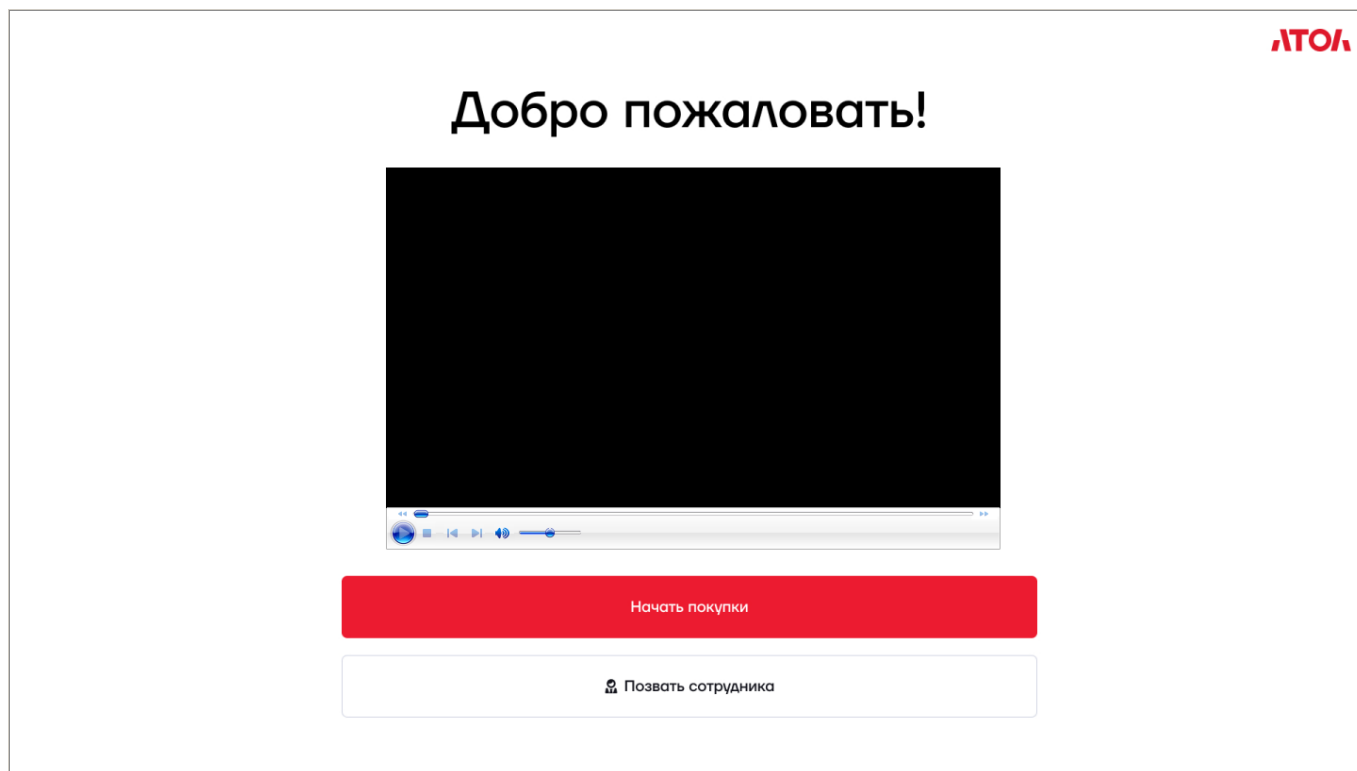 АТОЛ
Добро пожаловать!
Начать покупки
Позвать сотрудника